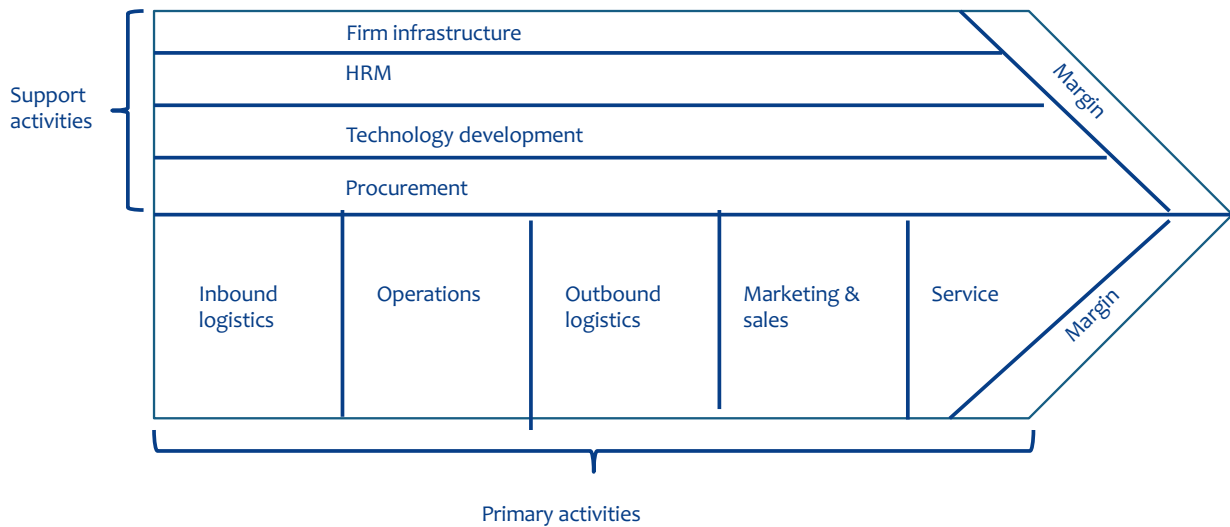 Firm infrastructure
HRM
Support
activities
Technology development
Procurement
Margin
Inbound
logistics
Operations
Outbound
logistics
Marketing &
sales
Service
Margin
Primary activities